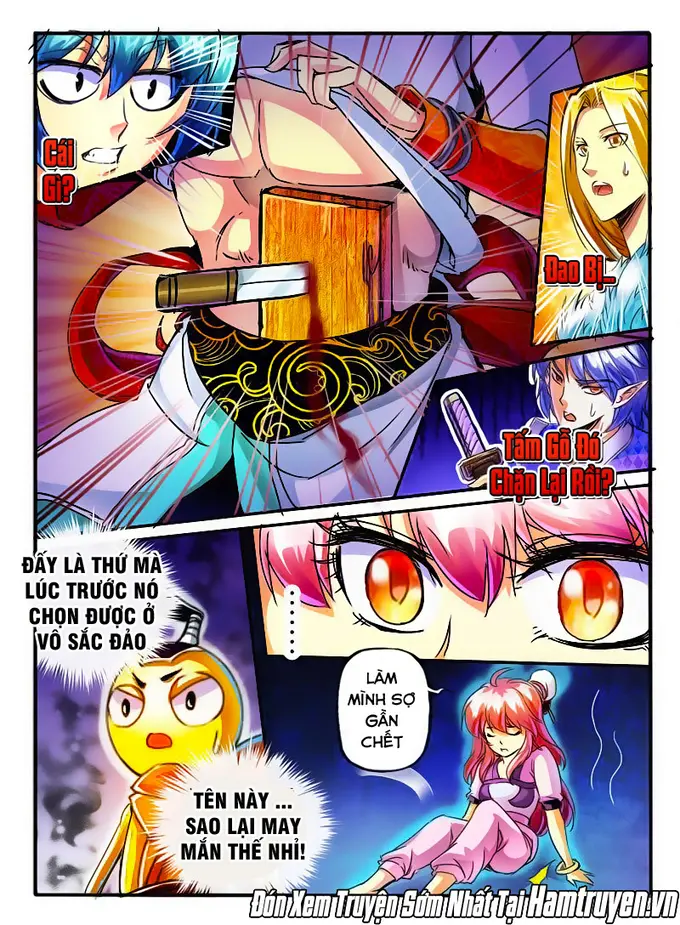 Cái
Gì?
Đao Bị...
Tấm Gỗ Đó
Chặn Lại Rồi?
ĐẤY LÀ THỨ MÀ
LÚC TRƯỚC NÓ
CHỌN ĐƯỢC Ở
VÔ SẮC ĐẢO
......
LÀM
MÌNH SỢ
GẦN
CHẾT
TÊN NÀY ...
SAO LẠI MAY
MẮN THẾ NHỈ!
Đón Xem Truyện Sớm Nhất Tại Hamtruyen.vn